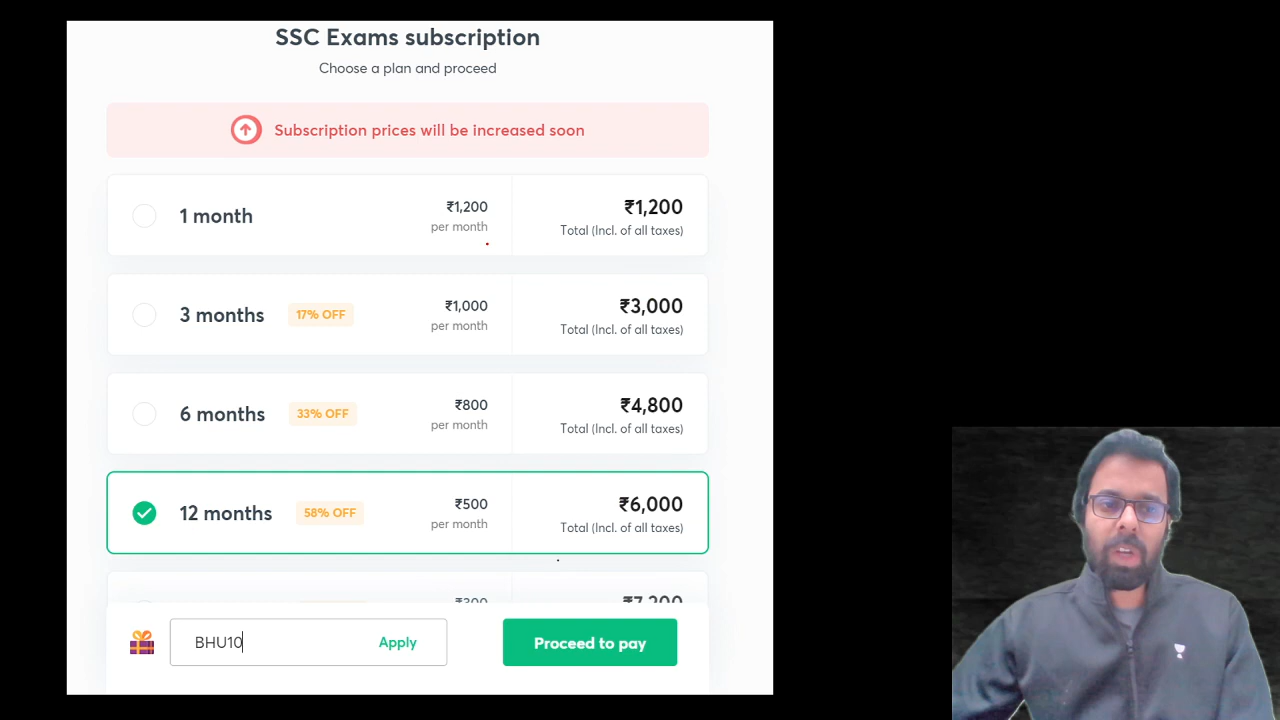 SSC Exams subscription
Choose a plan and proceed
Subscription prices will be increased soon
1 month
₹1,200
per month
₹1,200
Total (Incl. of all taxes)
3 months
17% OFF
₹1,000
per month
₹3,000
Total (Incl. of all taxes)
6 months
33% OFF
₹800
per month
₹4,800
Total (Incl. of all taxes)
12 months
58% OFF
₹500
per month
₹6,000
Total (Incl. of all taxes)
₹300
₹7,200
BHU10
Apply
Proceed to pay